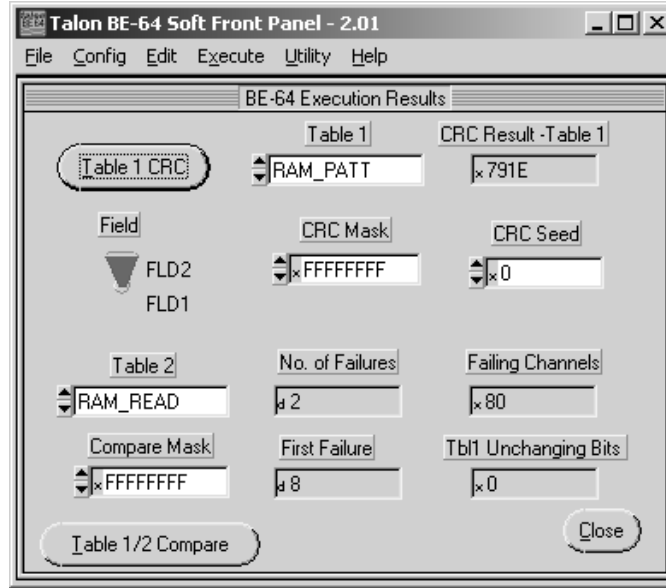 Talon BE-64 Soft Front Panel - 2.01
File Config Edit Execute Utility Help
BE-64 Execution Results
Table 1 CRC
Table 1
RAM_PATT
CRC Result -Table 1
x 791E
Field
FLD2
FLD1
CRC Mask
x FFFFFFFF
CRC Seed
x 0
Table 2
RAM_READ
No. of Failures
d 2
Failing Channels
x 80
Compare Mask
x FFFFFFFF
First Failure
d 8
Tbl1 Unchanging Bits
x 0
Table 1/2 Compare
Close